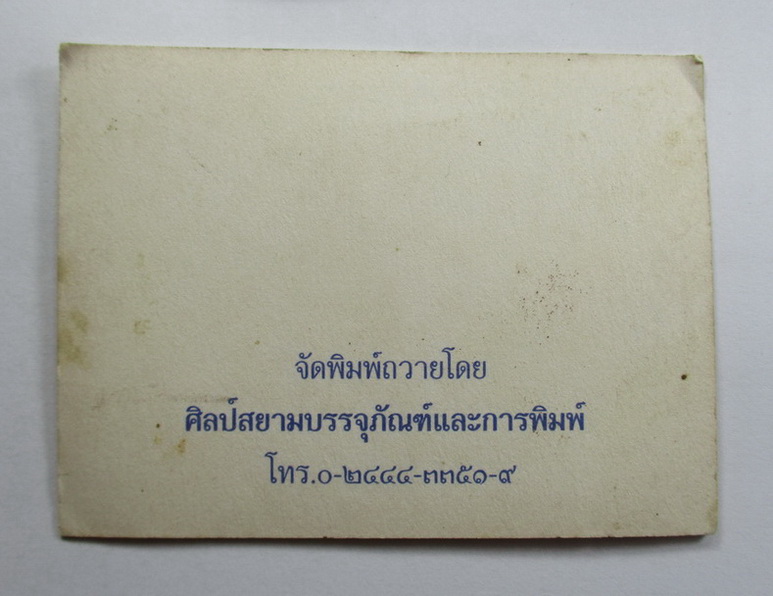 จัดพิมพ์ถวายโดย
ศิลป์สยามบรรจุภัณฑ์และการพิมพ์
โทร.๐-๒๔๔๔-๓๓๕๑-๙